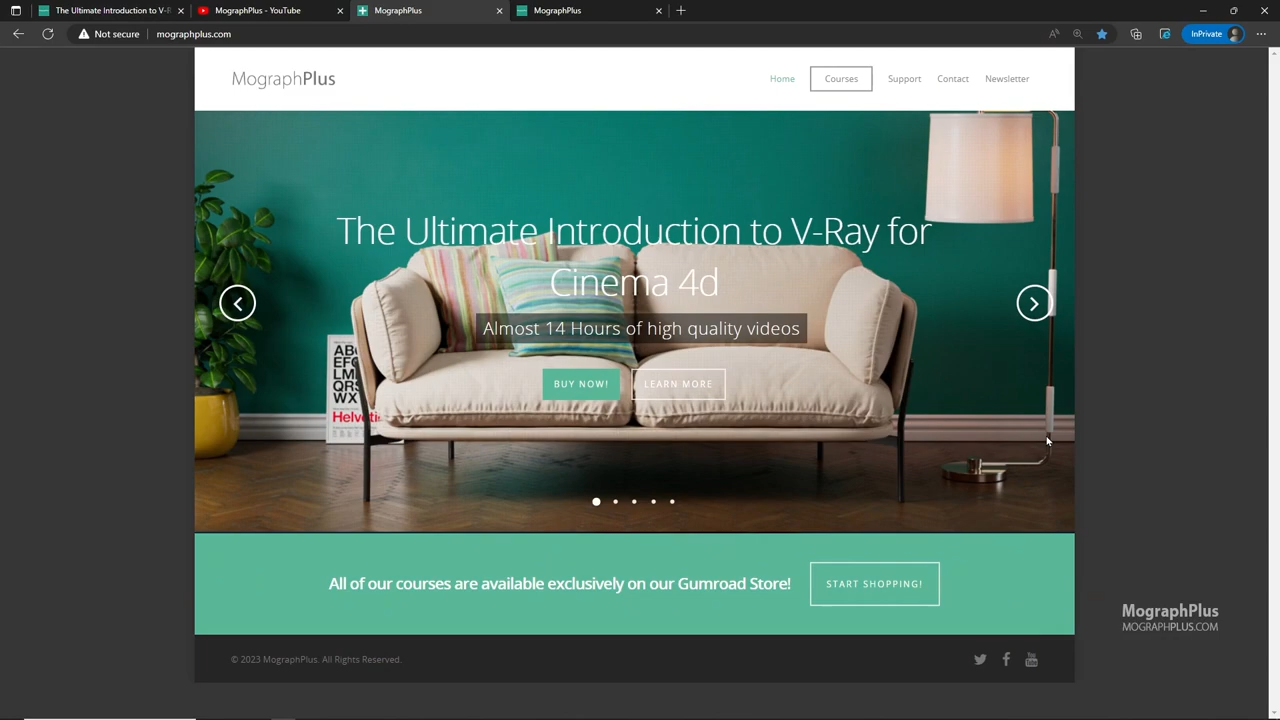 The Ultimate Introduction to V-R
MographPlus - YouTube
MographPlus
MographPlus
Not secure
mographplus.com
InPrivate
MographPlus
Home
Courses
Support
Contact
Newsletter
The Ultimate Introduction to V-Ray for
Cinema 4d
Almost 14 Hours of high quality videos
BUY NOW!
LEARN MORE
Helveti
All of our courses are available exclusively on our Gumroad Store!
START SHOPPING!
MographPlus
MOGRAPHPLUS.COM
© 2023 MographPlus. All Rights Reserved.
You
Tube